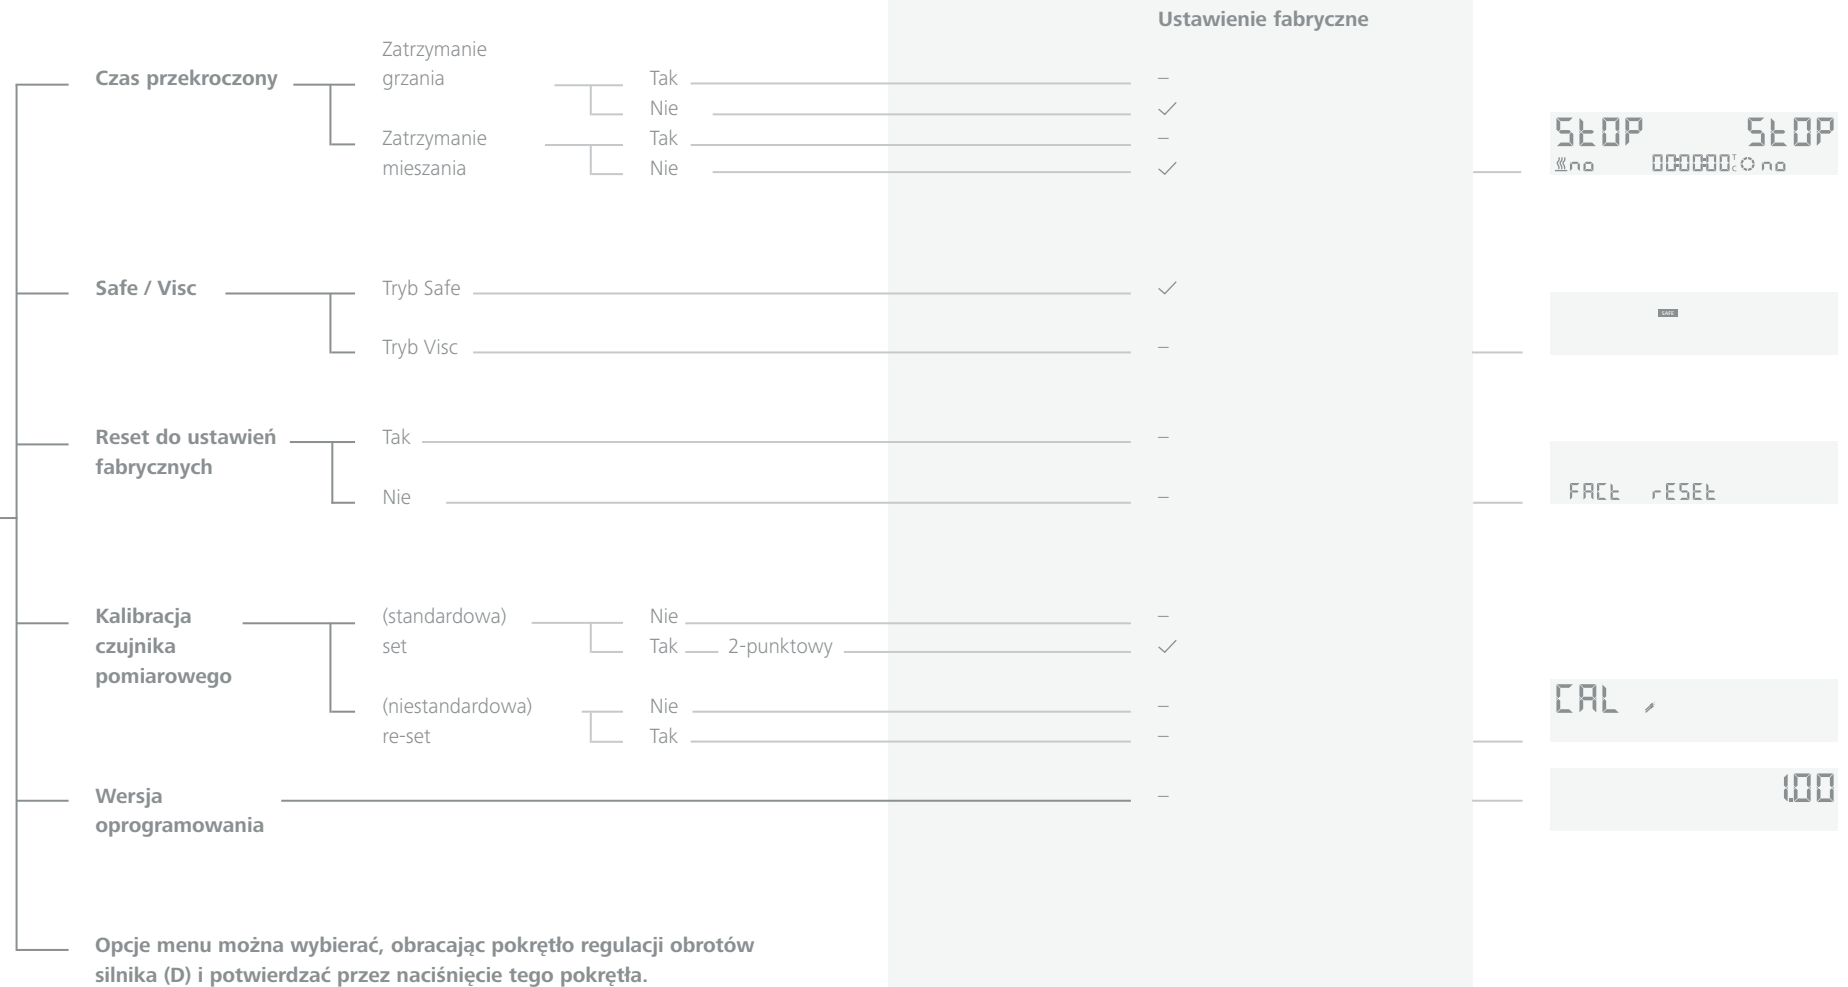 Ustawienie fabryczne
Czas przekroczony
Zatrzymanie
grzania
Tak –
Nie ✓
Zatrzymanie
mieszania
Tak –
Nie ✓
StOP StOP
no 00:00:00 no
Safe / Visc
Tryb Safe ✓
Tryb Visc –
SAFE
Reset do ustawień
fabrycznych
Tak –
Nie –
FACt rESEt
Kalibracja
czujnika
pomiarowego
(standardowa)
set
Nie –
Tak 2-punktowy ✓
(niestandardowa)
re-set
Nie –
Tak –
CAL
Wersja
oprogramowania
–
1.00
Opcje menu można wybierać, obracając pokrętło regulacji obrotów
silnika (D) i potwierdzać przez naciśnięcie tego pokrętła.